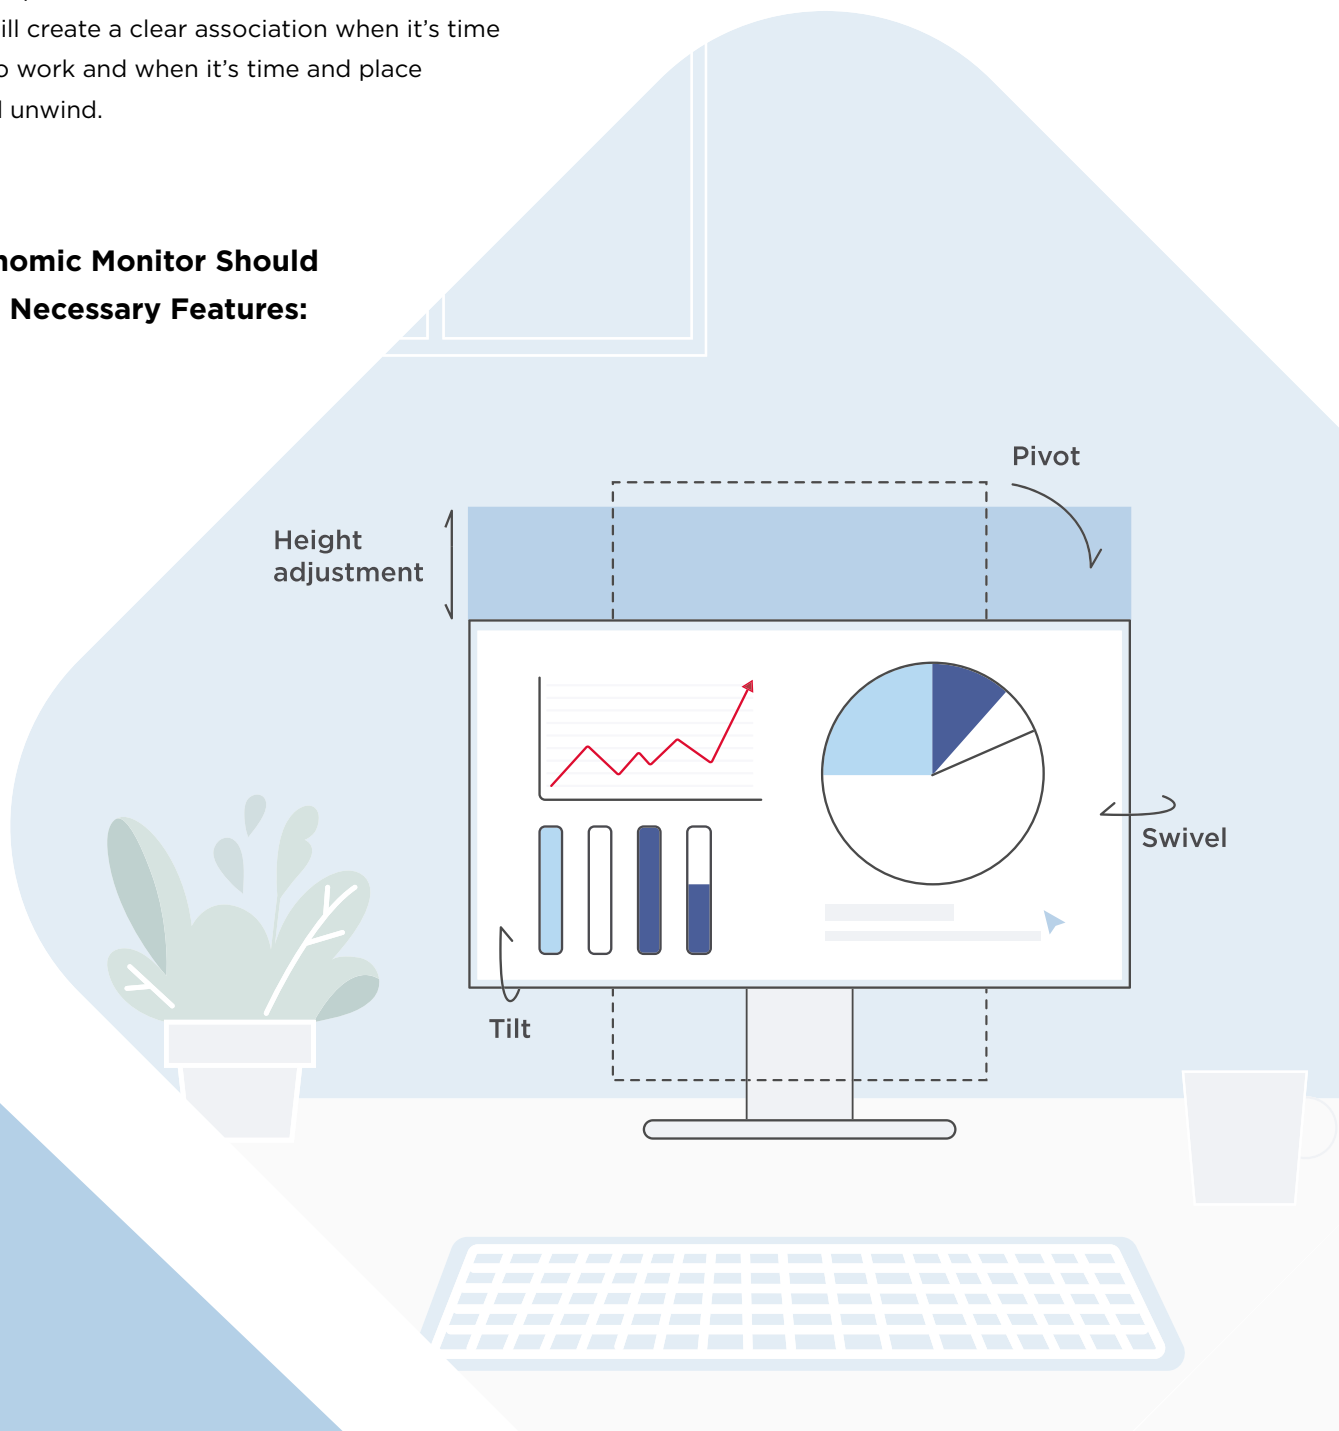 ill create a clear association when it’s time
o work and when it’s time and place
l unwind.
nomic Monitor Should
Necessary Features:
Pivot
Height
adjustment
Swivel
Tilt